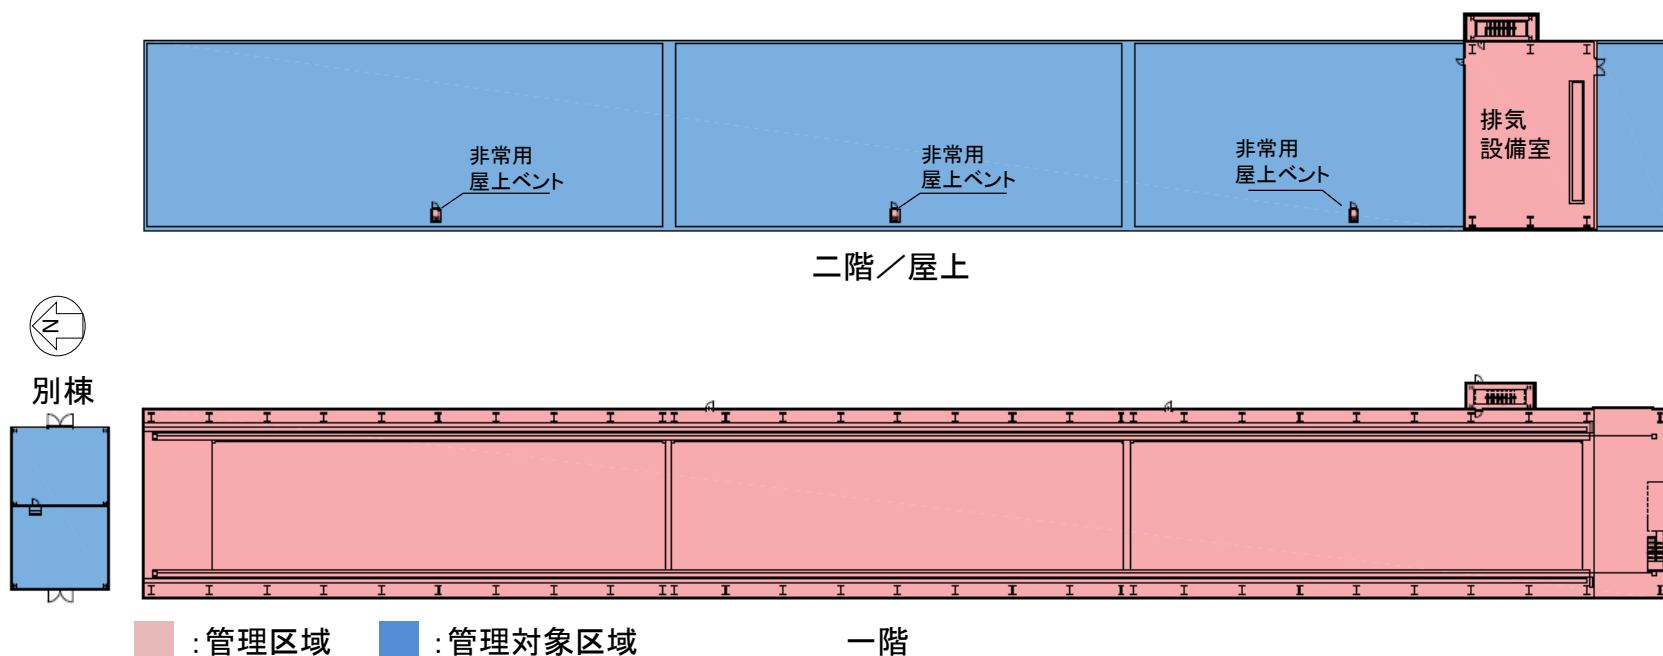 非常用
屋上ベント
非常用
屋上ベント
非常用
屋上ベント
排気
設備室
二階／屋上
N
別棟
:管理区域
:管理対象区域
一階